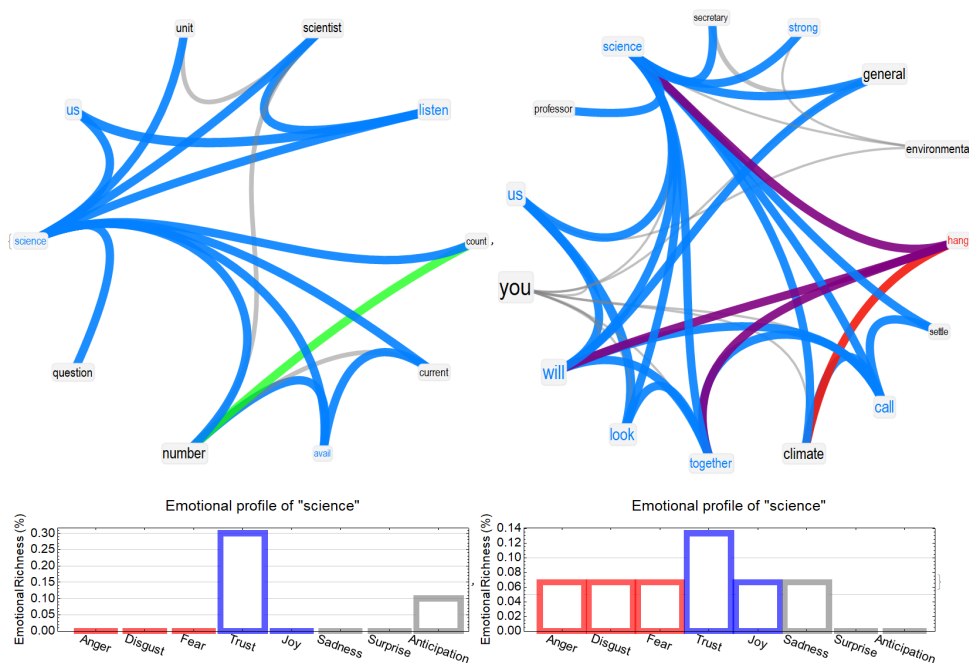 unit
scientist
us
listen
{ science
count ,
question
current
number
avail
secretary
science
strong
general
professor
environmenta
us
hang
you
settle
will
call
look
climate
together
Emotional profile of "science"
Emotional Richness (%)
0.30
0.25
0.20
0.15
0.10
0.05
0.00
Anger
Disgust
Fear
Trust
Joy
Sadness
Surprise
Anticipation
,
Emotional profile of "science"
Emotional Richness (%)
0.14
0.12
0.10
0.08
0.06
0.04
0.02
0.00
Anger
Disgust
Fear
Trust
Joy
Sadness
Surprise
Anticipation
}